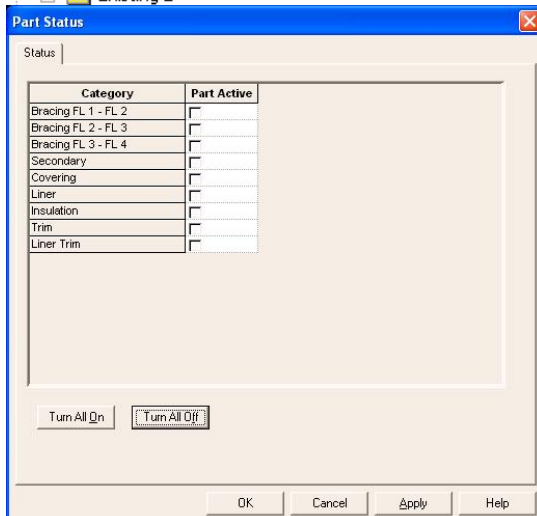 Part Status
Status
Category Part Active
Bracing FL 1 - FL 2
Bracing FL 2 - FL 3
Bracing FL 3 - FL 4
Secondary
Covering
Liner
Insulation
Trim
Liner Trim
Turn All On Turn All Off
OK Cancel Apply Help